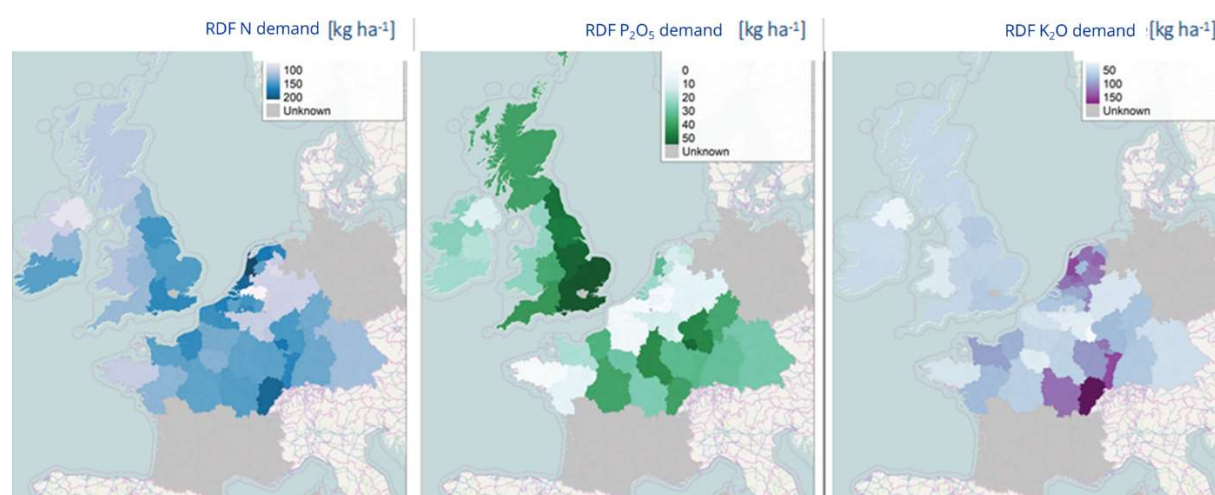 RDF N demand [kg ha-1]
100
150
200
Unknown
RDF P2O5 demand [kg ha-1]
0
10
20
30
40
50
Unknown
RDF K2O demand [kg ha-1]
50
100
150
Unknown